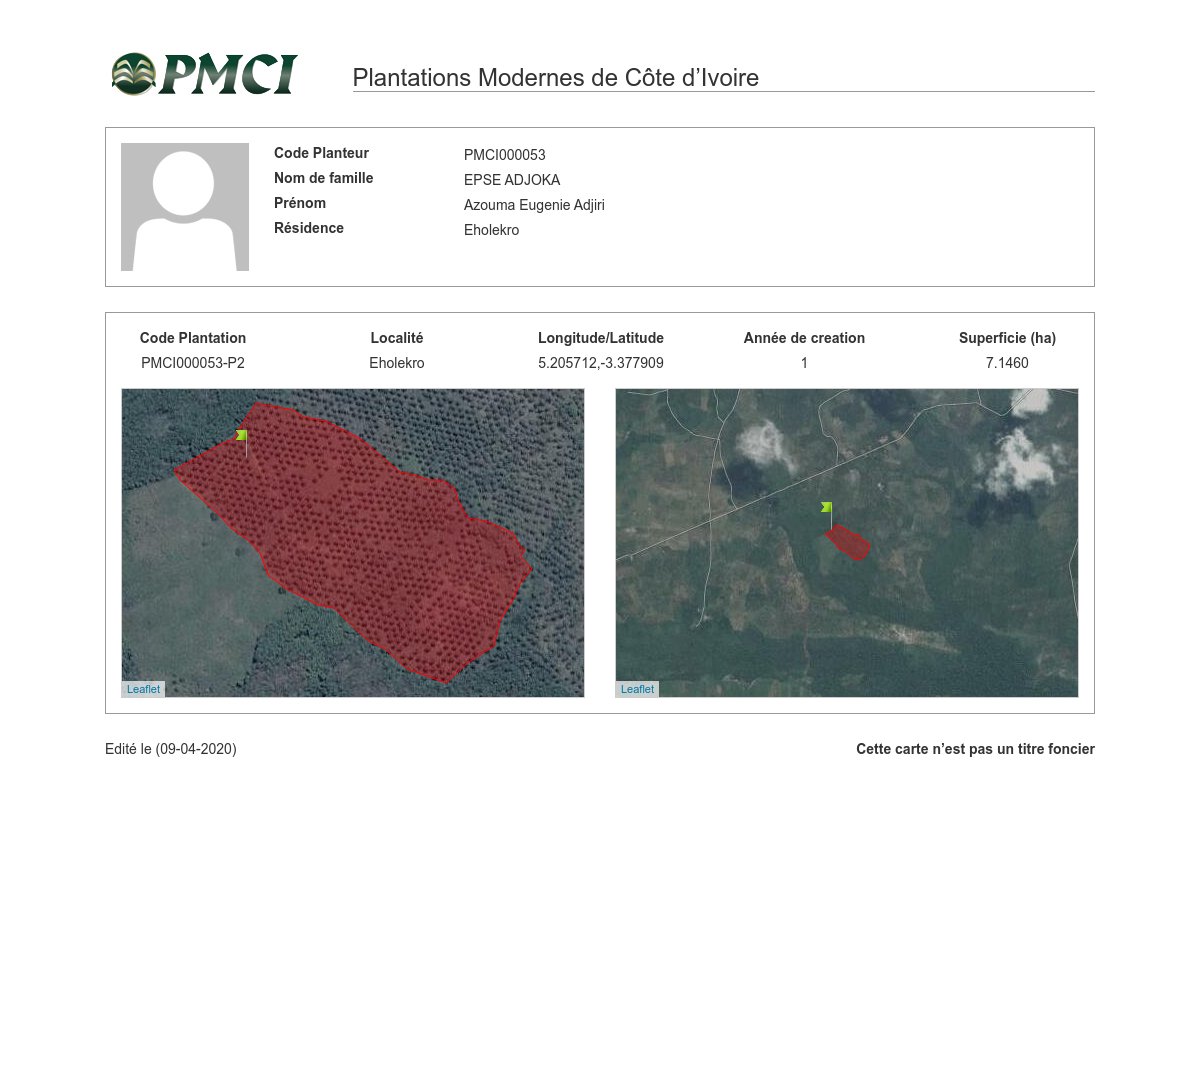 PMCI
Plantations Modernes de Côte d’Ivoire
Code Planteur PMCI000053
Nom de famille EPSE ADJOKA
Prénom Azouma Eugenie Adjiri
Résidence Eholekro
Code Plantation Localité Longitude/Latitude Année de creation Superficie (ha)
PMCI000053-P2 Eholekro 5.205712,-3.377909 1 7.1460
Leaflet Leaflet
Edité le (09-04-2020) Cette carte n’est pas un titre foncier